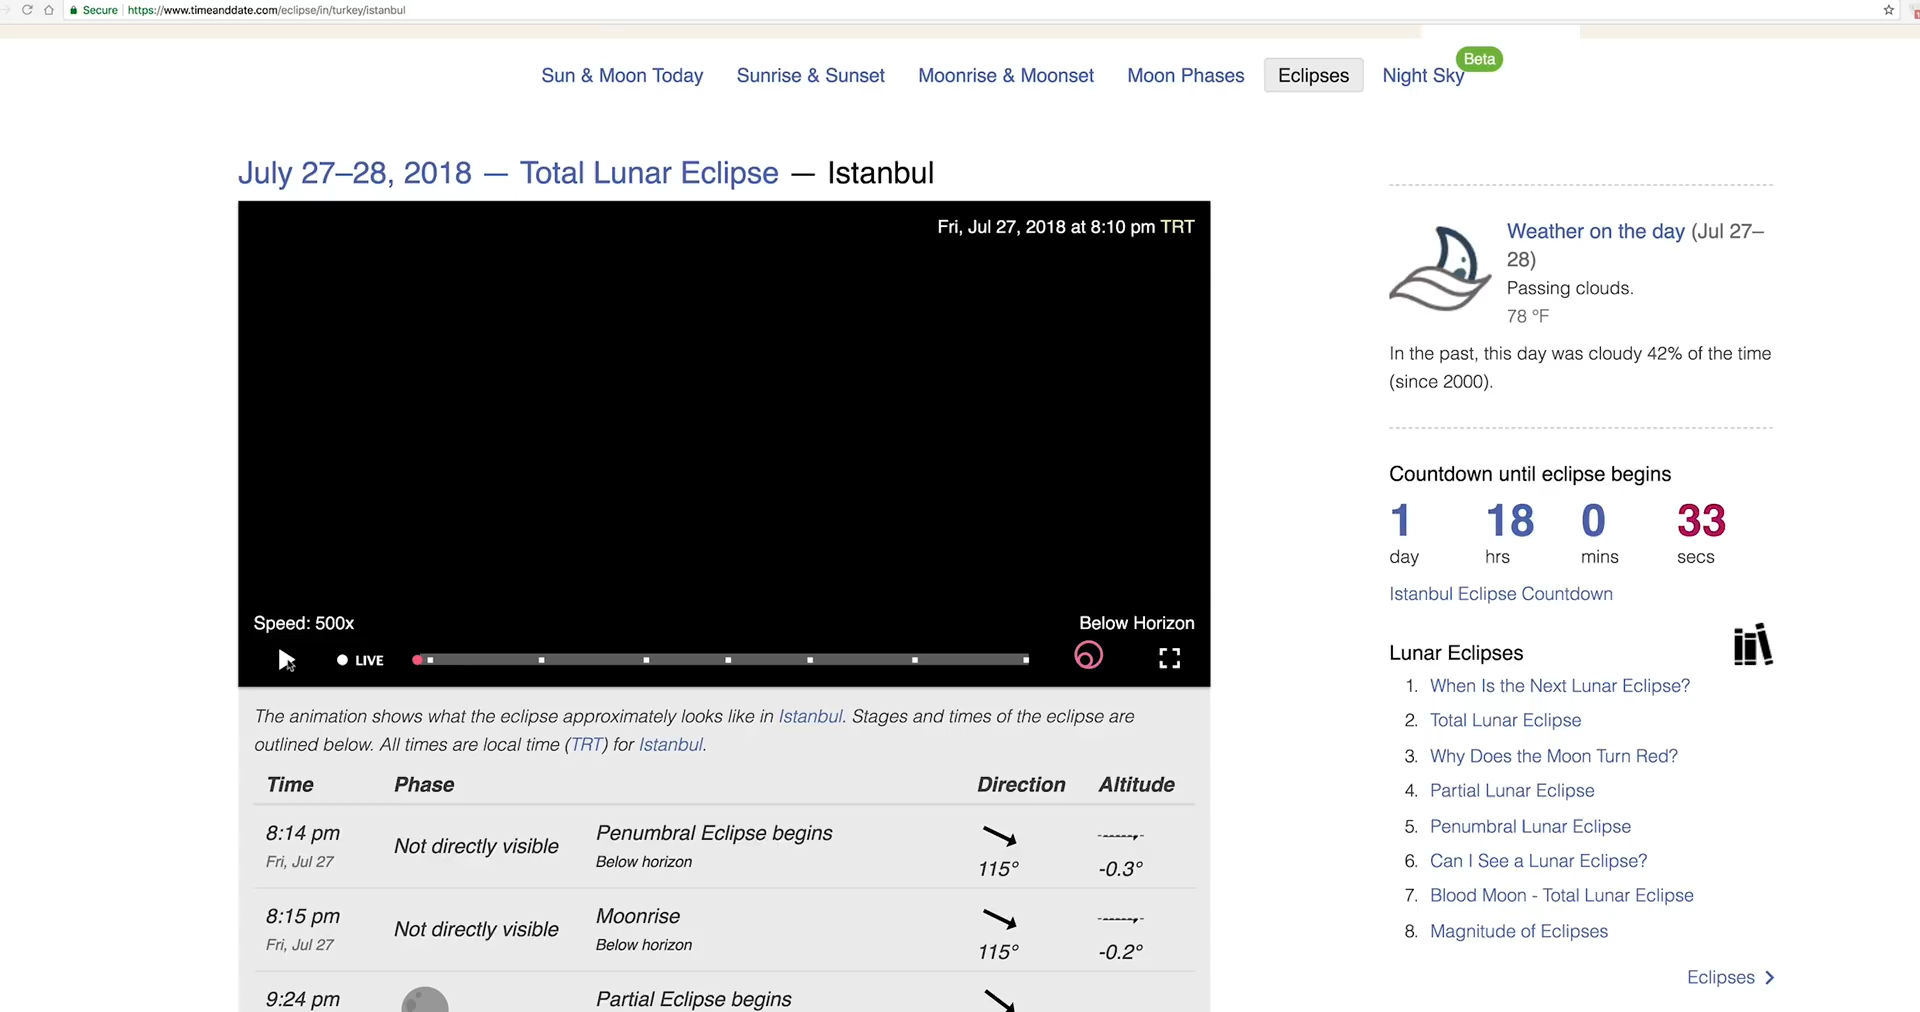 Secure https://www.timeanddate.com/eclipse/in/turkey/istanbul
Sun & Moon Today Sunrise & Sunset Moonrise & Moonset Moon Phases Eclipses Night Sky Beta
July 27–28, 2018 — Total Lunar Eclipse — Istanbul
Fri, Jul 27, 2018 at 8:10 pm TRT
Speed: 500x
Below Horizon
LIVE
The animation shows what the eclipse approximately looks like in Istanbul. Stages and times of the eclipse are
outlined below. All times are local time (TRT) for Istanbul.
Time Phase Direction Altitude
8:14 pm Not directly visible Penumbral Eclipse begins
Fri, Jul 27 Below horizon 115° -0.3°
8:15 pm Not directly visible Moonrise
Fri, Jul 27 Below horizon 115° -0.2°
9:24 pm Partial Eclipse begins
Weather on the day (Jul 27–
28)
Passing clouds.
78 °F
In the past, this day was cloudy 42% of the time
(since 2000).
Countdown until eclipse begins
1 18 0 33
day hrs mins secs
Istanbul Eclipse Countdown
Lunar Eclipses
1. When Is the Next Lunar Eclipse?
2. Total Lunar Eclipse
3. Why Does the Moon Turn Red?
4. Partial Lunar Eclipse
5. Penumbral Lunar Eclipse
6. Can I See a Lunar Eclipse?
7. Blood Moon - Total Lunar Eclipse
8. Magnitude of Eclipses
Eclipses